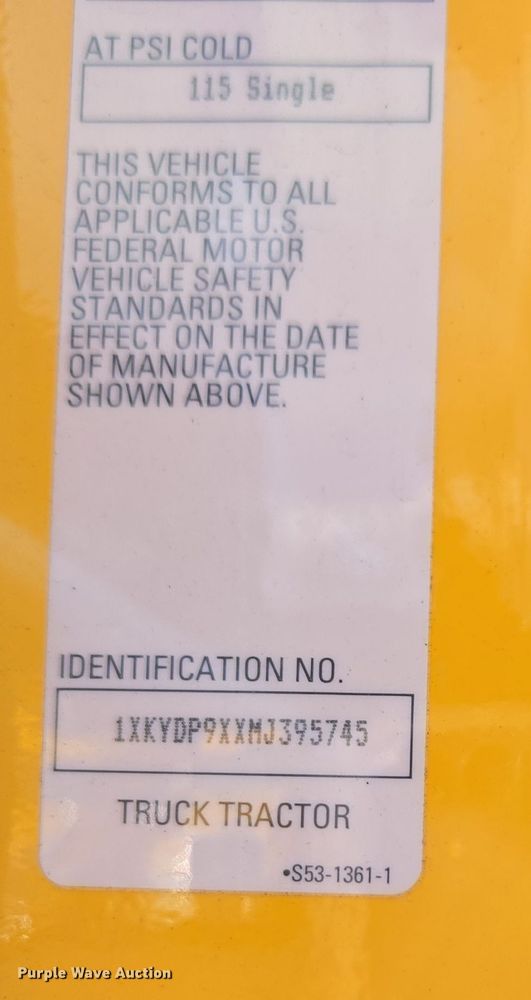 AT PSI COLD
115 Single
THIS VEHICLE
CONFORMS TO ALL
APPLICABLE U.S.
FEDERAL MOTOR
VEHICLE SAFETY
STANDARDS IN
EFFECT ON THE DATE
OF MANUFACTURE
SHOWN ABOVE.
IDENTIFICATION NO.
1XKYDP9XXMJ395745
TRUCK TRACTOR
•S53-1361-1
Purple Wave Auction